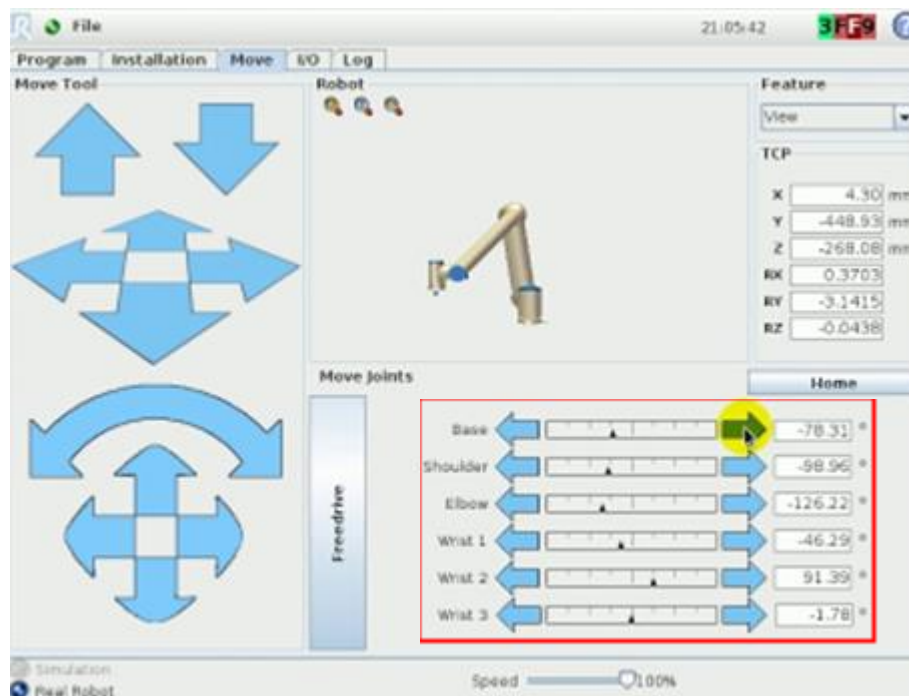 File 21:05:42 3FF9
Program Installation Move I/O Log
Move Tool
Robot
Feature
View
TCP
X 4.30 mm
Y -448.93 mm
Z -268.08 mm
RX 0.3703
RY -3.1415
RZ -0.0438
Home
Move Joints
Freedrive
Base -78.31 °
Shoulder -98.96 °
Elbow -126.22 °
Wrist 1 -46.29 °
Wrist 2 91.39 °
Wrist 3 -1.78 °
Simulation
Real Robot
Speed 100%